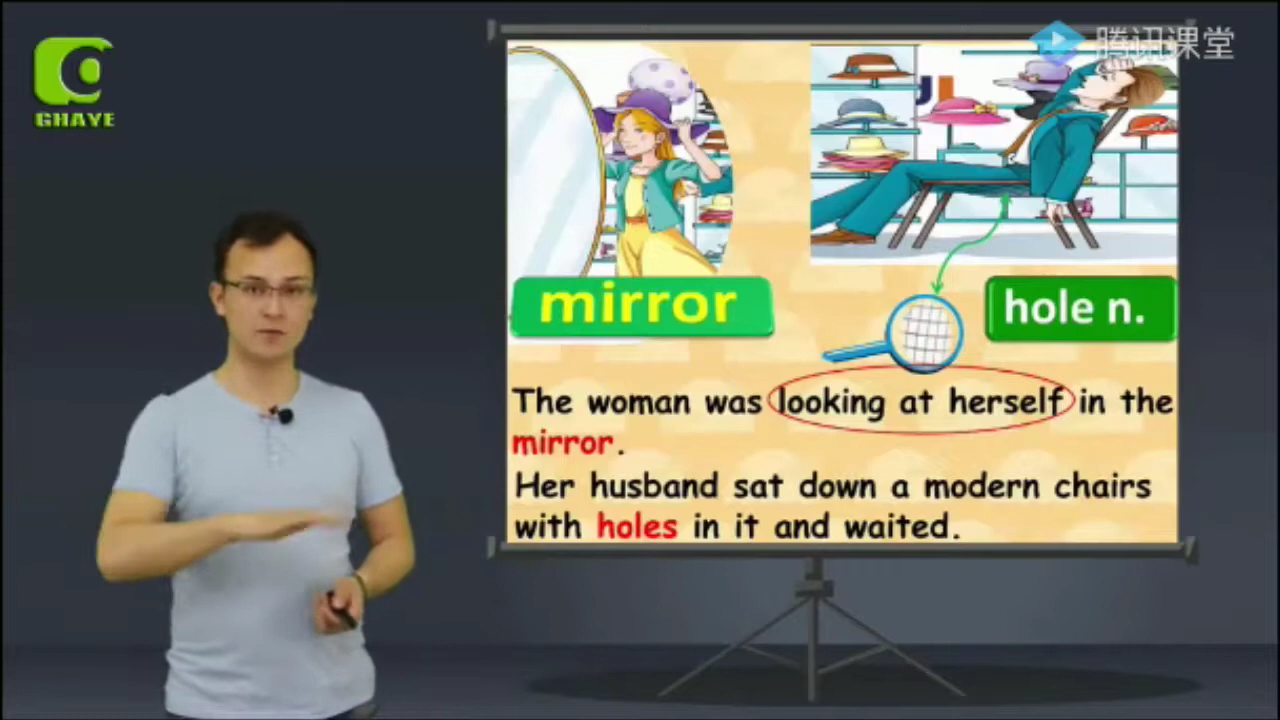 GHAYE
腾讯课堂
mirror
hole n.
The woman was looking at herself in the
mirror.
Her husband sat down a modern chairs
with holes in it and waited.